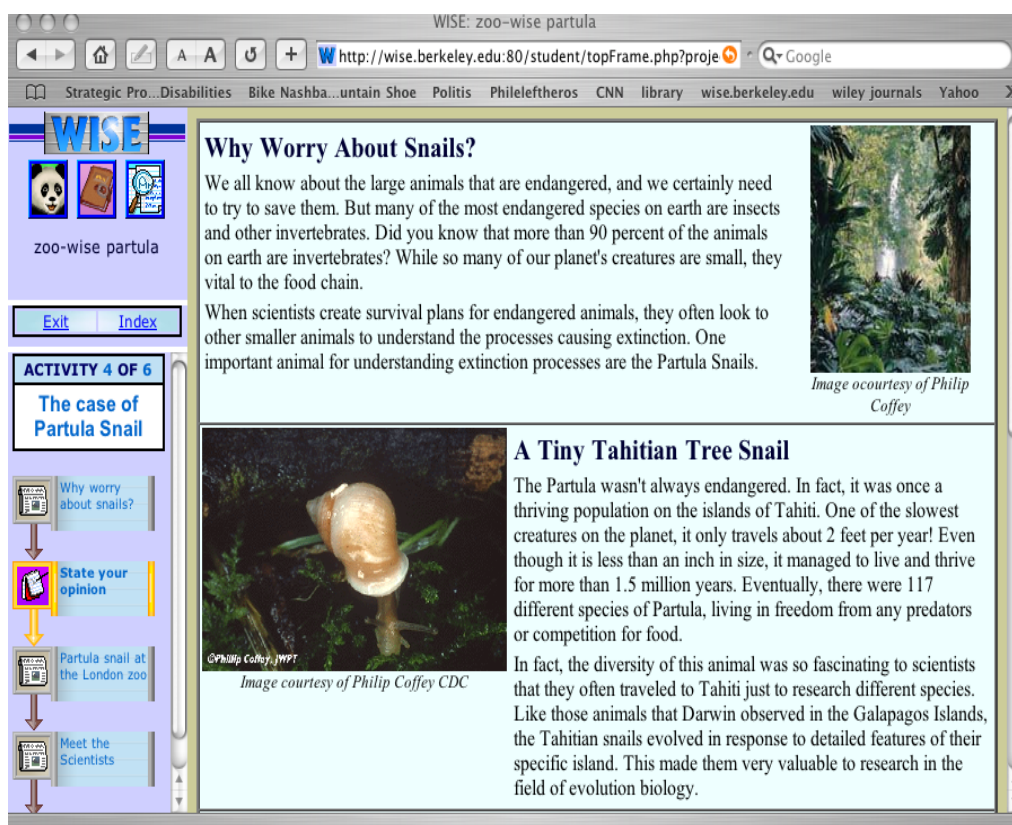 WISE: zoo-wise partula
A A
+
W http://wise.berkeley.edu:80/student/topFrame.php?proje
Q Google
Strategic Pro...Disabilities Bike Nashba...untain Shoe Politis Phileleftheros CNN library wise.berkeley.edu wiley journals Yahoo
WISE
zoo-wise partula
Exit Index
ACTIVITY 4 OF 6
The case of
Partula Snail
Why worry
about snails?
State your
opinion
Partula snail at
the London zoo
Meet the
Scientists
Why Worry About Snails?
We all know about the large animals that are endangered, and we certainly need
to try to save them. But many of the most endangered species on earth are insects
and other invertebrates. Did you know that more than 90 percent of the animals
on earth are invertebrates? While so many of our planet's creatures are small, they
vital to the food chain.
When scientists create survival plans for endangered animals, they often look to
other smaller animals to understand the processes causing extinction. One
important animal for understanding extinction processes are the Partula Snails.
Image ocourtesy of Philip
Coffey
©Phillip Coffey, JWPT
Image courtesy of Philip Coffey CDC
A Tiny Tahitian Tree Snail
The Partula wasn't always endangered. In fact, it was once a
thriving population on the islands of Tahiti. One of the slowest
creatures on the planet, it only travels about 2 feet per year! Even
though it is less than an inch in size, it managed to live and thrive
for more than 1.5 million years. Eventually, there were 117
different species of Partula, living in freedom from any predators
or competition for food.
In fact, the diversity of this animal was so fascinating to scientists
that they often traveled to Tahiti just to research different species.
Like those animals that Darwin observed in the Galapagos Islands,
the Tahitian snails evolved in response to detailed features of their
specific island. This made them very valuable to research in the
field of evolution biology.